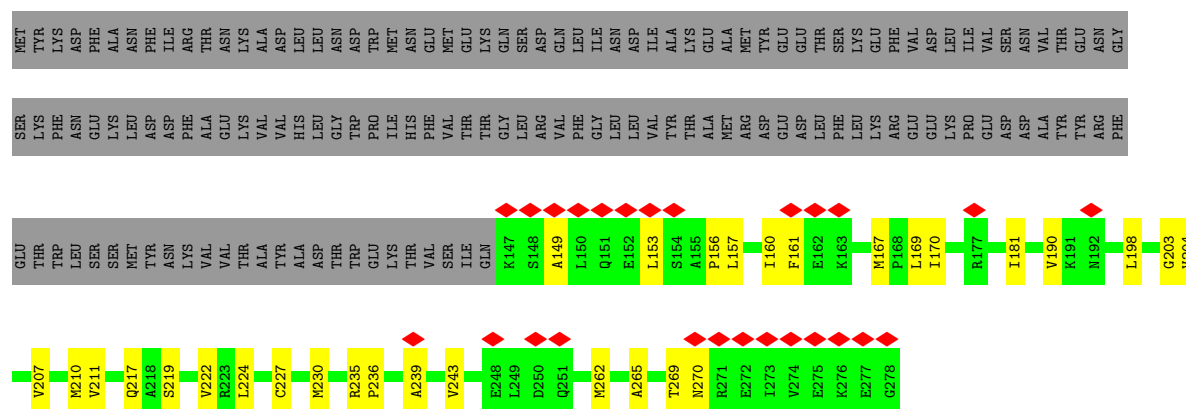 MET TYR LYS ASP PHE ALA ASN PHE ILE ARG THR ASN LYS ALA ASP LEU LEU ASN ASP TRP MET ASN GLU MET GLU LYS GLN SER ASP GLN LEU ILE ASN ASP ILE ALA LYS GLU ALA MET TYR GLU GLU THR SER LYS GLU PHE VAL ASP LEU ILE VAL SER ASN VAL THR GLU ASN GLY
SER LYS PHE ASN GLU LYS LEU ASP ASP PHE ALA GLU LYS VAL VAL HIS LEU GLY TRP PRO ILE HIS PHE VAL THR THR GLY LEU ARG VAL PHE GLY LEU LEU VAL TYR THR ALA MET ARG ASP GLU ASP LEU PHE LEU LYS ARG GLU GLU LYS PRO GLU ASP ASP ALA TYR TYR ARG PHE
GLU THR TRP LEU SER SER MET TYR ASN LYS VAL VAL THR ALA TYR ALA ASP THR TRP GLU LYS THR VAL SER ILE GLN K147 S148 A149 L150 Q151 E152 L153 S154 A155 P156 L157 I160 F161 E162 K163 M167 P168 L169 I170 R177 I181 V190 K191 N192 L198 G203
V207 M210 V211 Q217 A218 S219 V222 R223 L224 C227 M230 R235 P236 A239 V243 E248 L249 D250 Q251 M262 A265 T269 N270 R271 E272 I273 V274 E275 K276 E277 G278